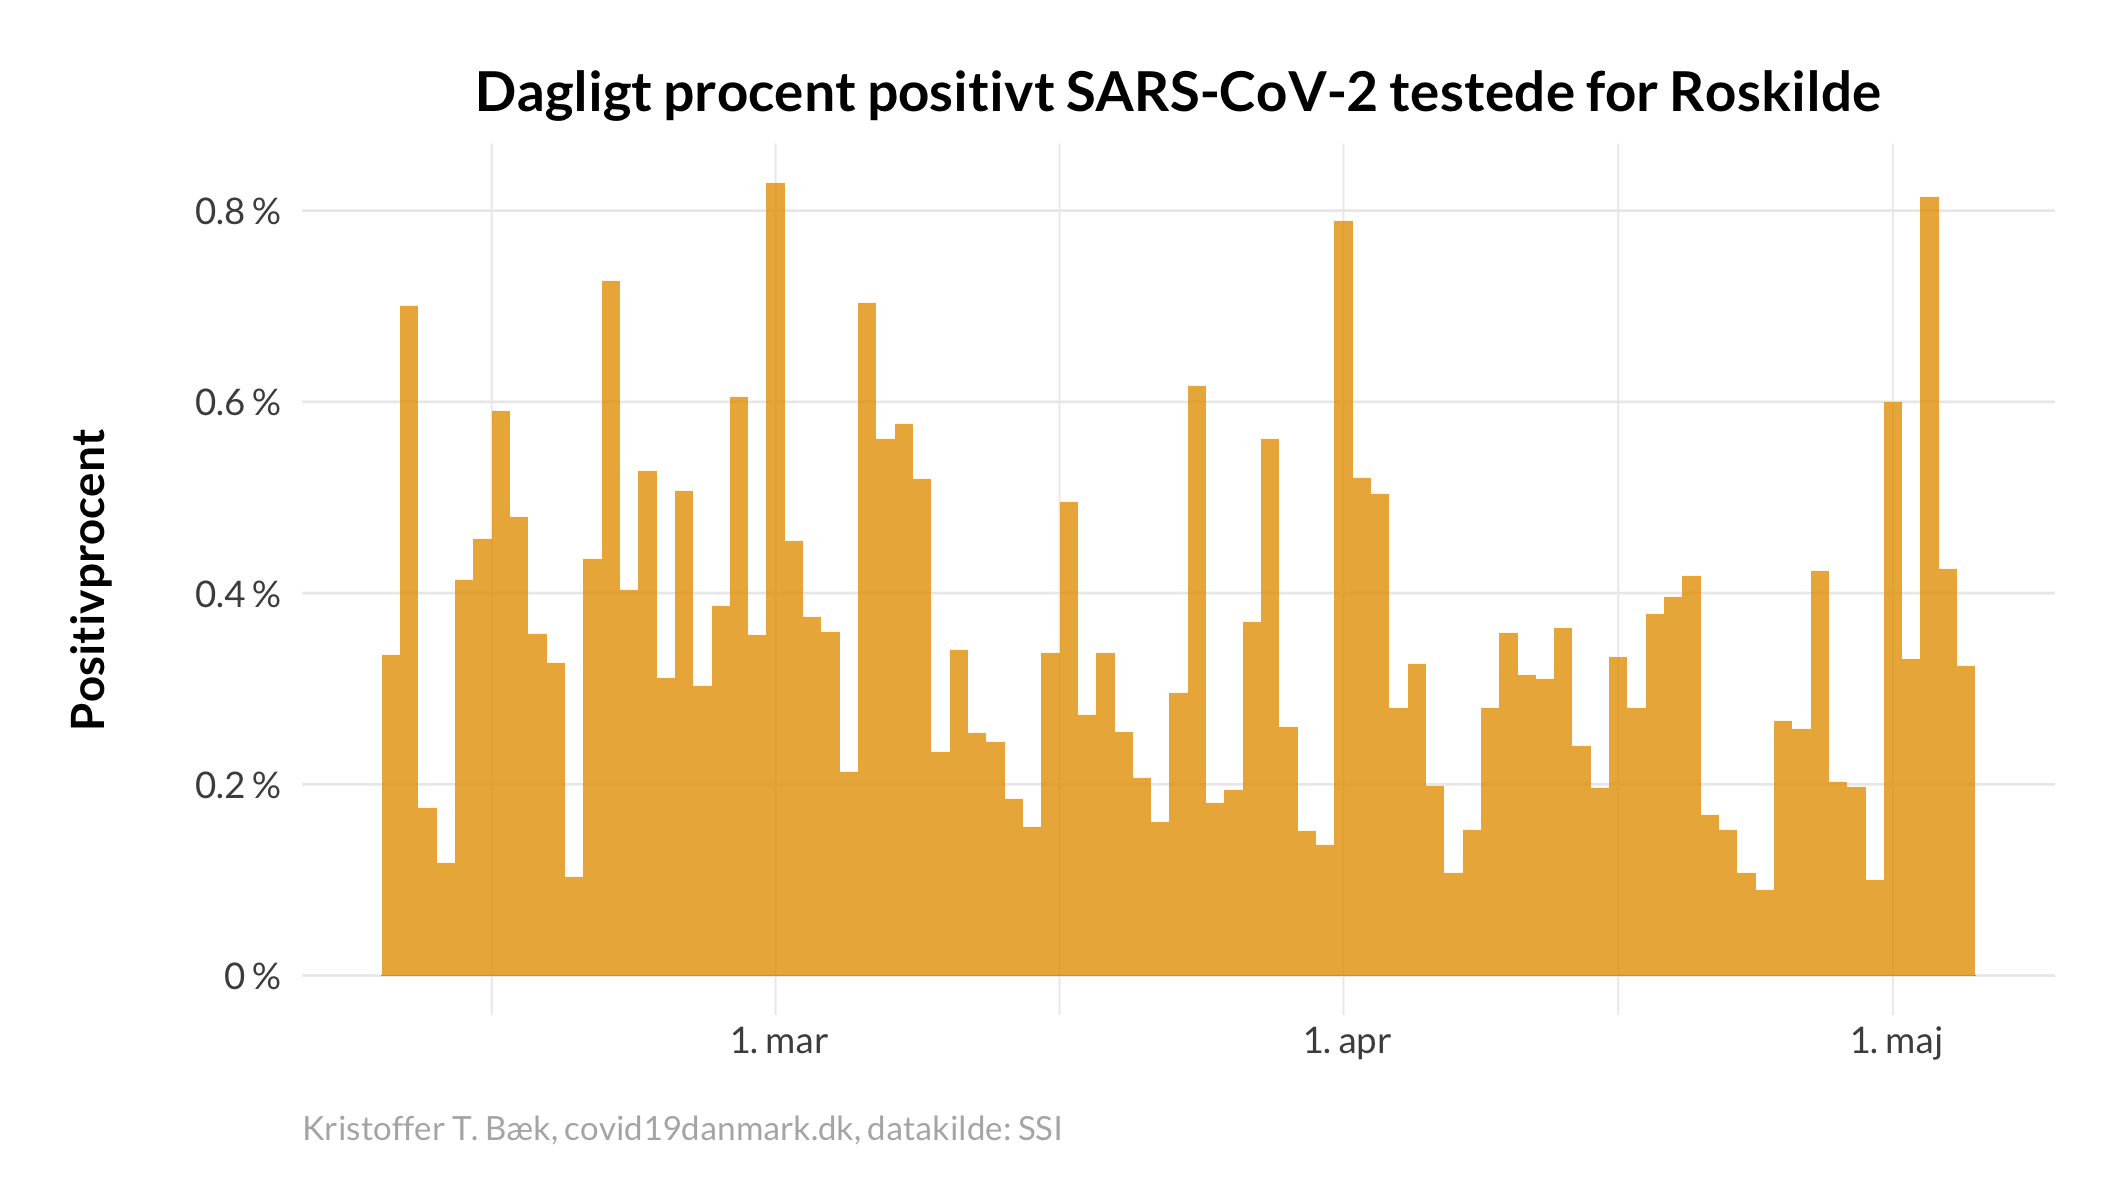 Dagligt procent positivt SARS-CoV-2 testede for Roskilde
Positivprocent
0.8 %
0.6 %
0.4 %
0.2 %
0 %
1. mar
1. apr
1. maj
Kristoffer T. Bæk, covid19danmark.dk, datakilde: SSI